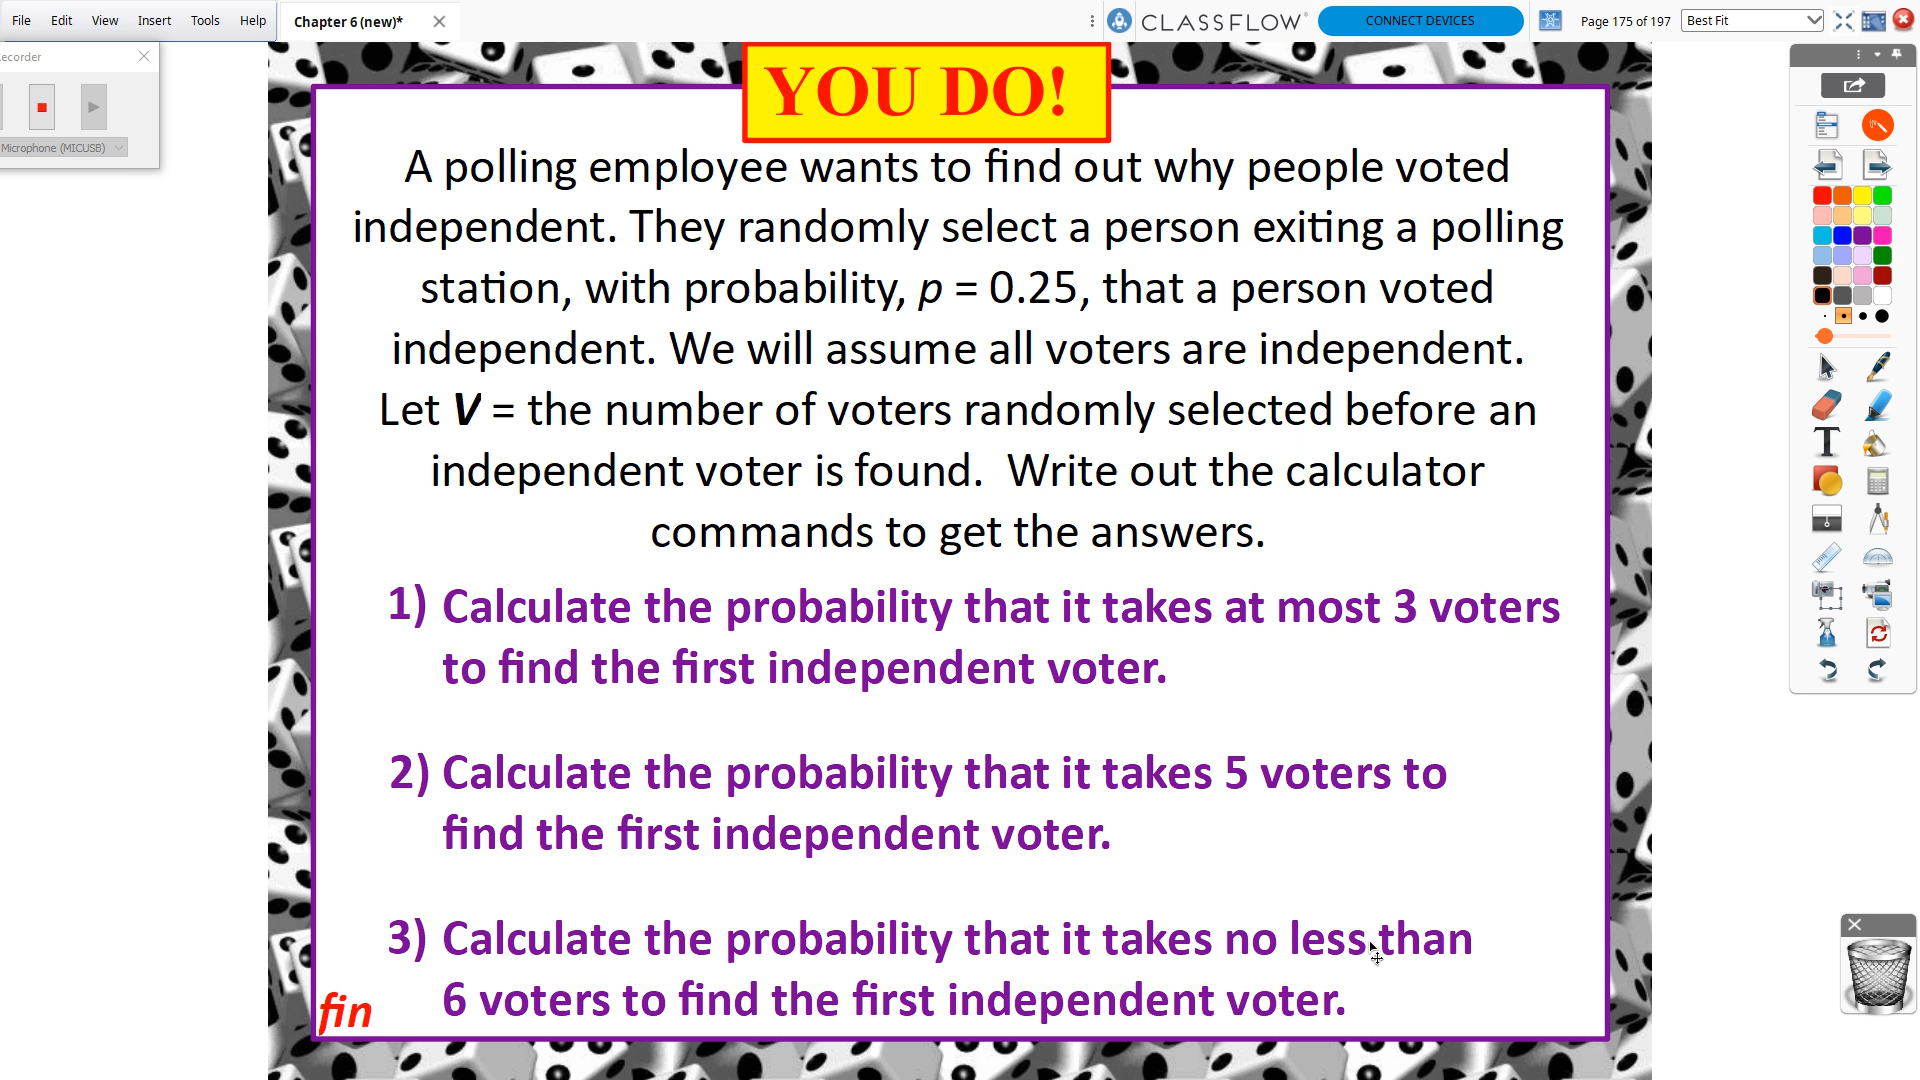 File Edit View Insert Tools Help
Chapter 6 (new)*
CLASSFLOW
CONNECT DEVICES
Page 175 of 197
Best Fit
ecorder
Microphone (MICUSB)
YOU DO!
A polling employee wants to find out why people voted
independent. They randomly select a person exiting a polling
station, with probability, p = 0.25, that a person voted
independent. We will assume all voters are independent.
Let V = the number of voters randomly selected before an
independent voter is found. Write out the calculator
commands to get the answers.
1) Calculate the probability that it takes at most 3 voters
to find the first independent voter.
2) Calculate the probability that it takes 5 voters to
find the first independent voter.
3) Calculate the probability that it takes no less than
6 voters to find the first independent voter.
fin